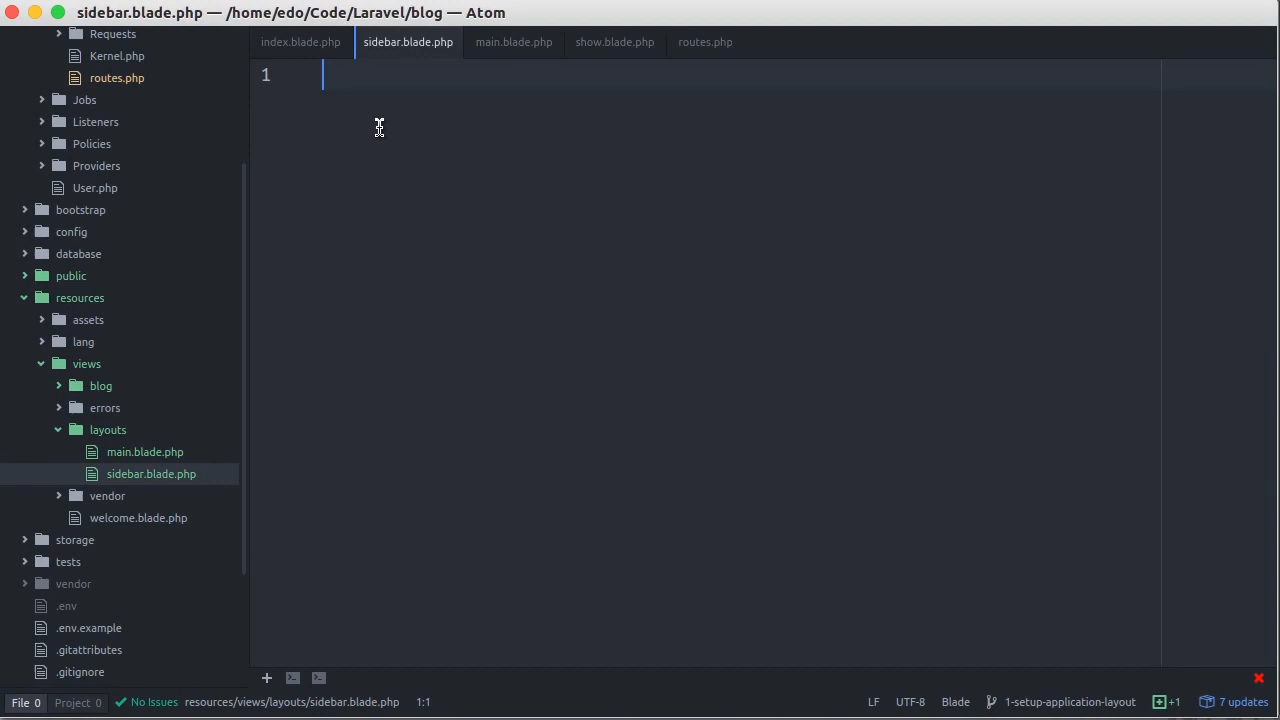 sidebar.blade.php — /home/edo/Code/Laravel/blog — Atom
index.blade.php sidebar.blade.php main.blade.php show.blade.php routes.php
Requests
Kernel.php
routes.php
Jobs
Listeners
Policies
Providers
User.php
bootstrap
config
database
public
resources
assets
lang
views
blog
errors
layouts
main.blade.php
sidebar.blade.php
vendor
welcome.blade.php
storage
tests
vendor
.env
.env.example
.gitattributes
.gitignore
1
File 0 Project 0 No Issues resources/views/layouts/sidebar.blade.php 1:1 LF UTF-8 Blade 1-setup-application-layout +1 7 updates